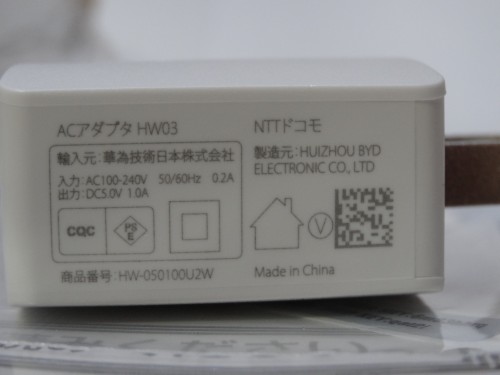 ACアダプタ HW03
NTTドコモ
輸入元:華為技術日本株式会社
製造元:HUIZHOU BYD
ELECTRONIC CO., LTD
入力:AC100-240V 50/60Hz 0.2A
出力:DC5.0V 1.0A
CQC
PS
E
V
商品番号:HW-050100U2W
Made in China